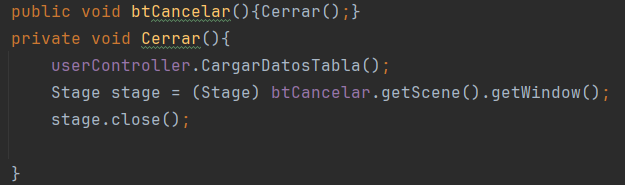 public void btCancelar(){Cerrar();}
private void Cerrar(){
userController.CargarDatosTabla();
Stage stage = (Stage) btCancelar.getScene().getWindow();
stage.close();
}